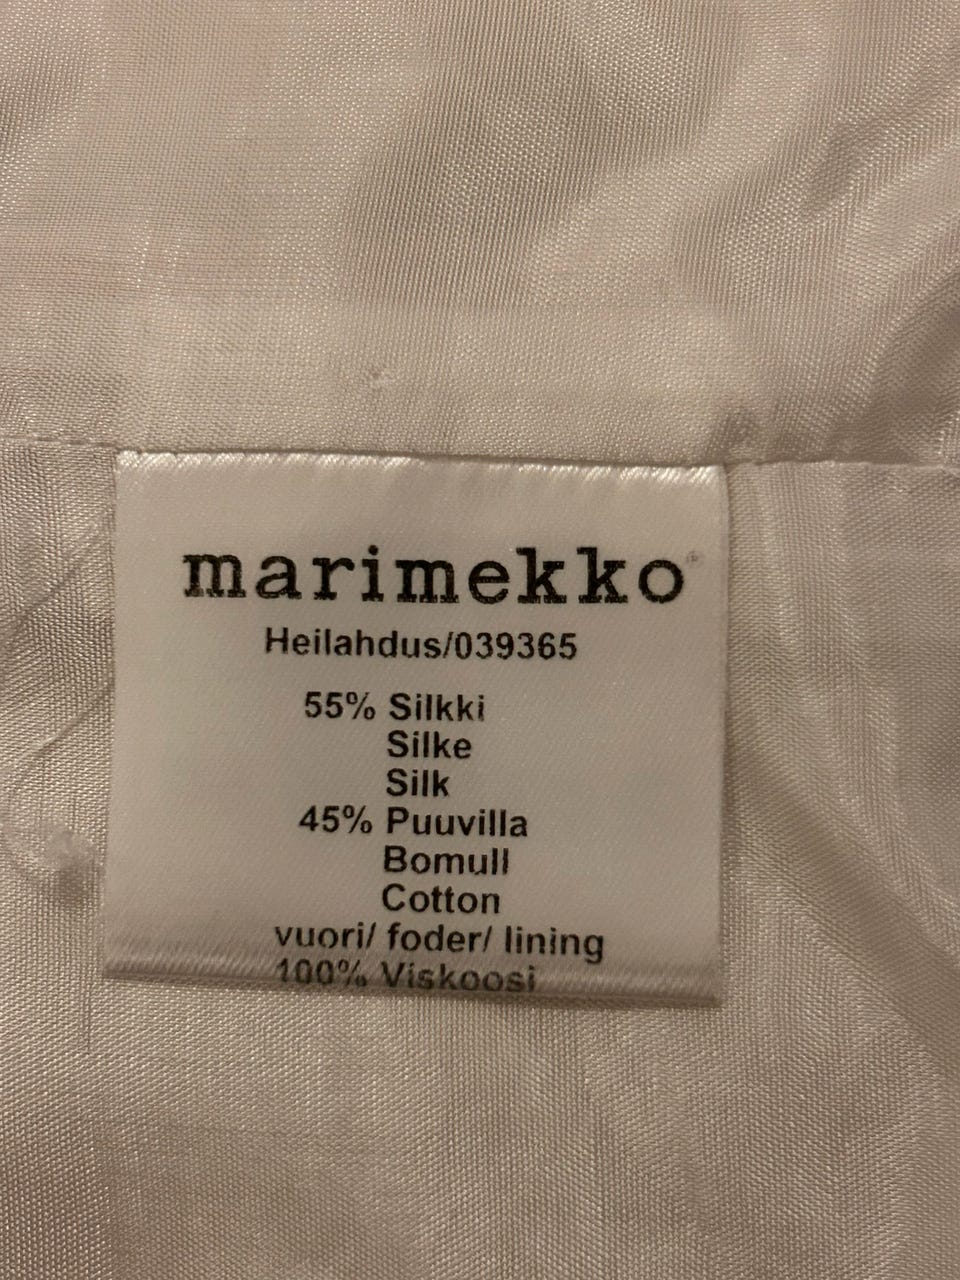 marimekko®
Heilahdus/039365
55% Silkki
Silke
Silk
45% Puuvilla
Bomull
Cotton
vuori/ foder/ lining
100% Viskoosi